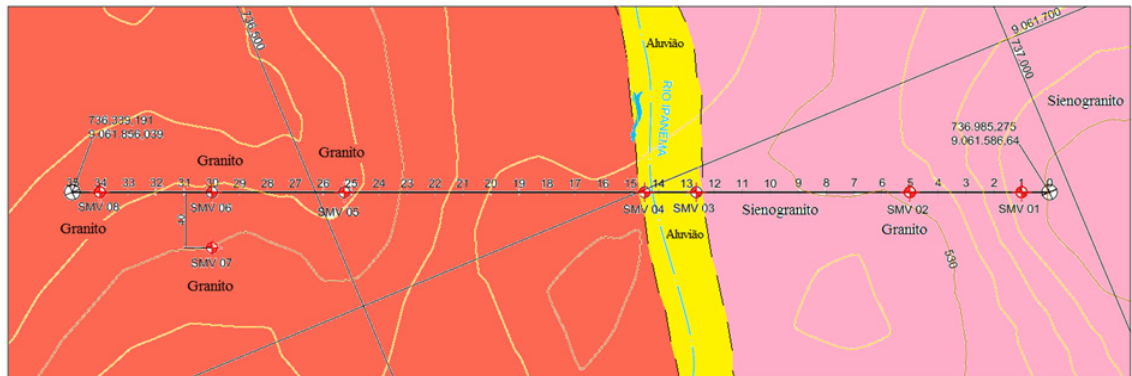 736.500
Aluvião
9.061.700
737.000
Sienogranito
736.339,191
9.061.856,039
RIO IPANEMA
736.985,275
9.061.586,64
Granito
Granito
35 34 33 32 31 30 29 28 27 26 25 24 23 22 21 20 19 18 17 16 15 14 13 12 11 10 9 8 7 6 5 4 3 2 1 0
SMV 08
SMV 06
SMV 05
SMV 04
SMV 03
Sienogranito
SMV 02
SMV 01
Granito
Granito
Aluvião
530
SMV 07
Granito